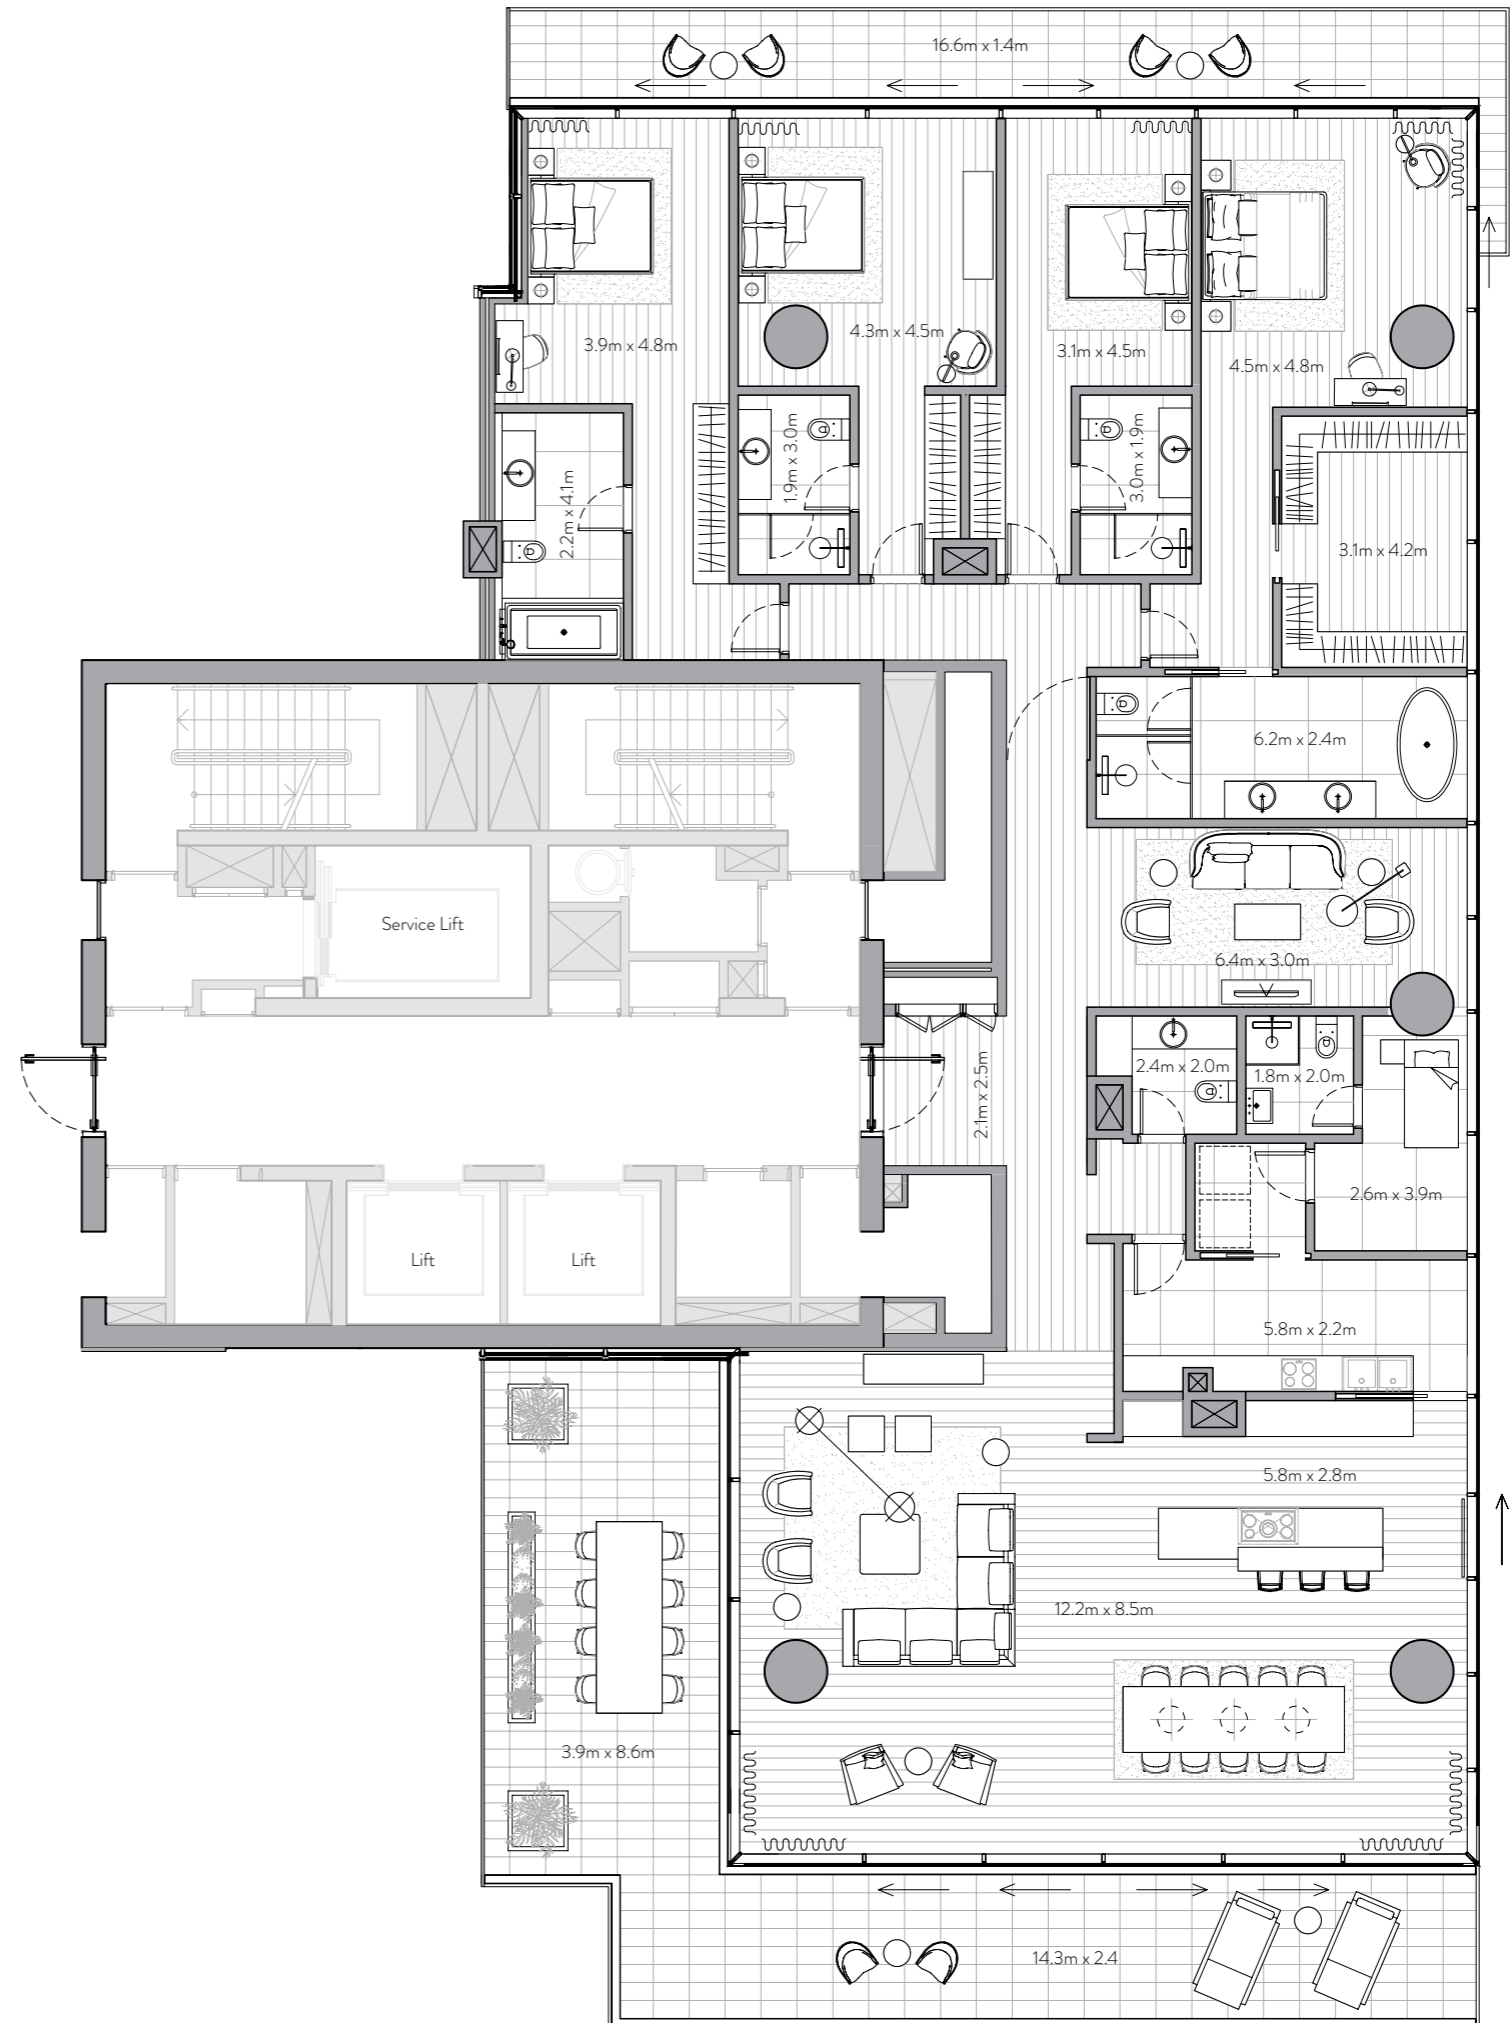 16.6m x 1.4m
3.9m x 4.8m
4.3m x 4.5m
3.1m x 4.5m
4.5m x 4.8m
2.2m x 4.1m
1.9m x 3.0m
3.0m x 1.9m
3.1m x 4.2m
6.2m x 2.4m
Service Lift
6.4m x 3.0m
2.1m x 2.5m
2.4m x 2.0m
1.8m x 2.0m
2.6m x 3.9m
Lift
Lift
5.8m x 2.2m
5.8m x 2.8m
12.2m x 8.5m
3.9m x 8.6m
14.3m x 2.4